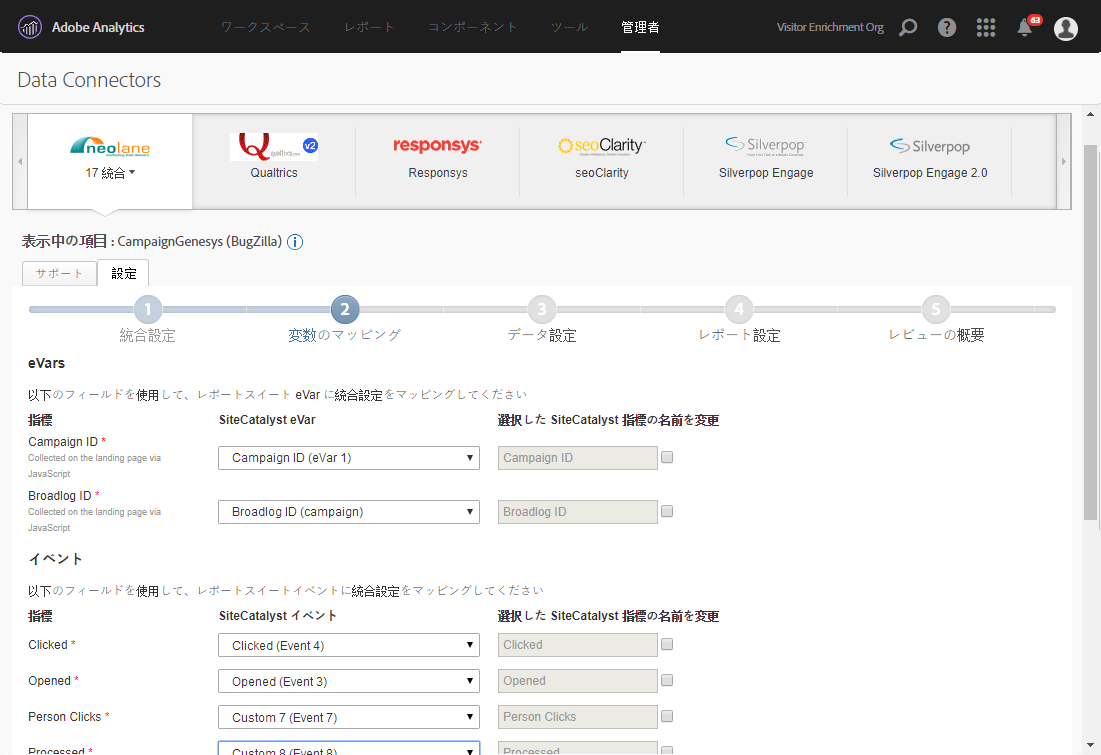 Adobe Analytics ワークスペース レポート コンポーネント ツール 管理者 Visitor Enrichment Org 63
Data Connectors
neolane
marketing that delivers
17 統合
v2
Qualtrics
responsys
Responsys
seoClarity
seoClarity
Silverpop
Silverpop Engage
Silverpop
Silverpop Engage 2.0
表示中の項目 : CampaignGenesys (BugZilla)
サポート 設定
1 2 3 4 5
統合設定 変数のマッピング データ設定 レポート設定 レビューの概要
eVars
以下のフィールドを使用して、レポートスイート eVar に統合設定をマッピングしてください
指標 SiteCatalyst eVar 選択した SiteCatalyst 指標の名前を変更
Campaign ID *
Collected on the landing page via
JavaScript
Campaign ID (eVar 1) Campaign ID
Broadlog ID *
Collected on the landing page via
JavaScript
Broadlog ID (campaign) Broadlog ID
イベント
以下のフィールドを使用して、レポートスイートイベントに統合設定をマッピングしてください
指標 SiteCatalyst イベント 選択した SiteCatalyst 指標の名前を変更
Clicked * Clicked (Event 4) Clicked
Opened * Opened (Event 3) Opened
Person Clicks * Custom 7 (Event 7) Person Clicks
Processed * Custom 8 (Event 8) Processed